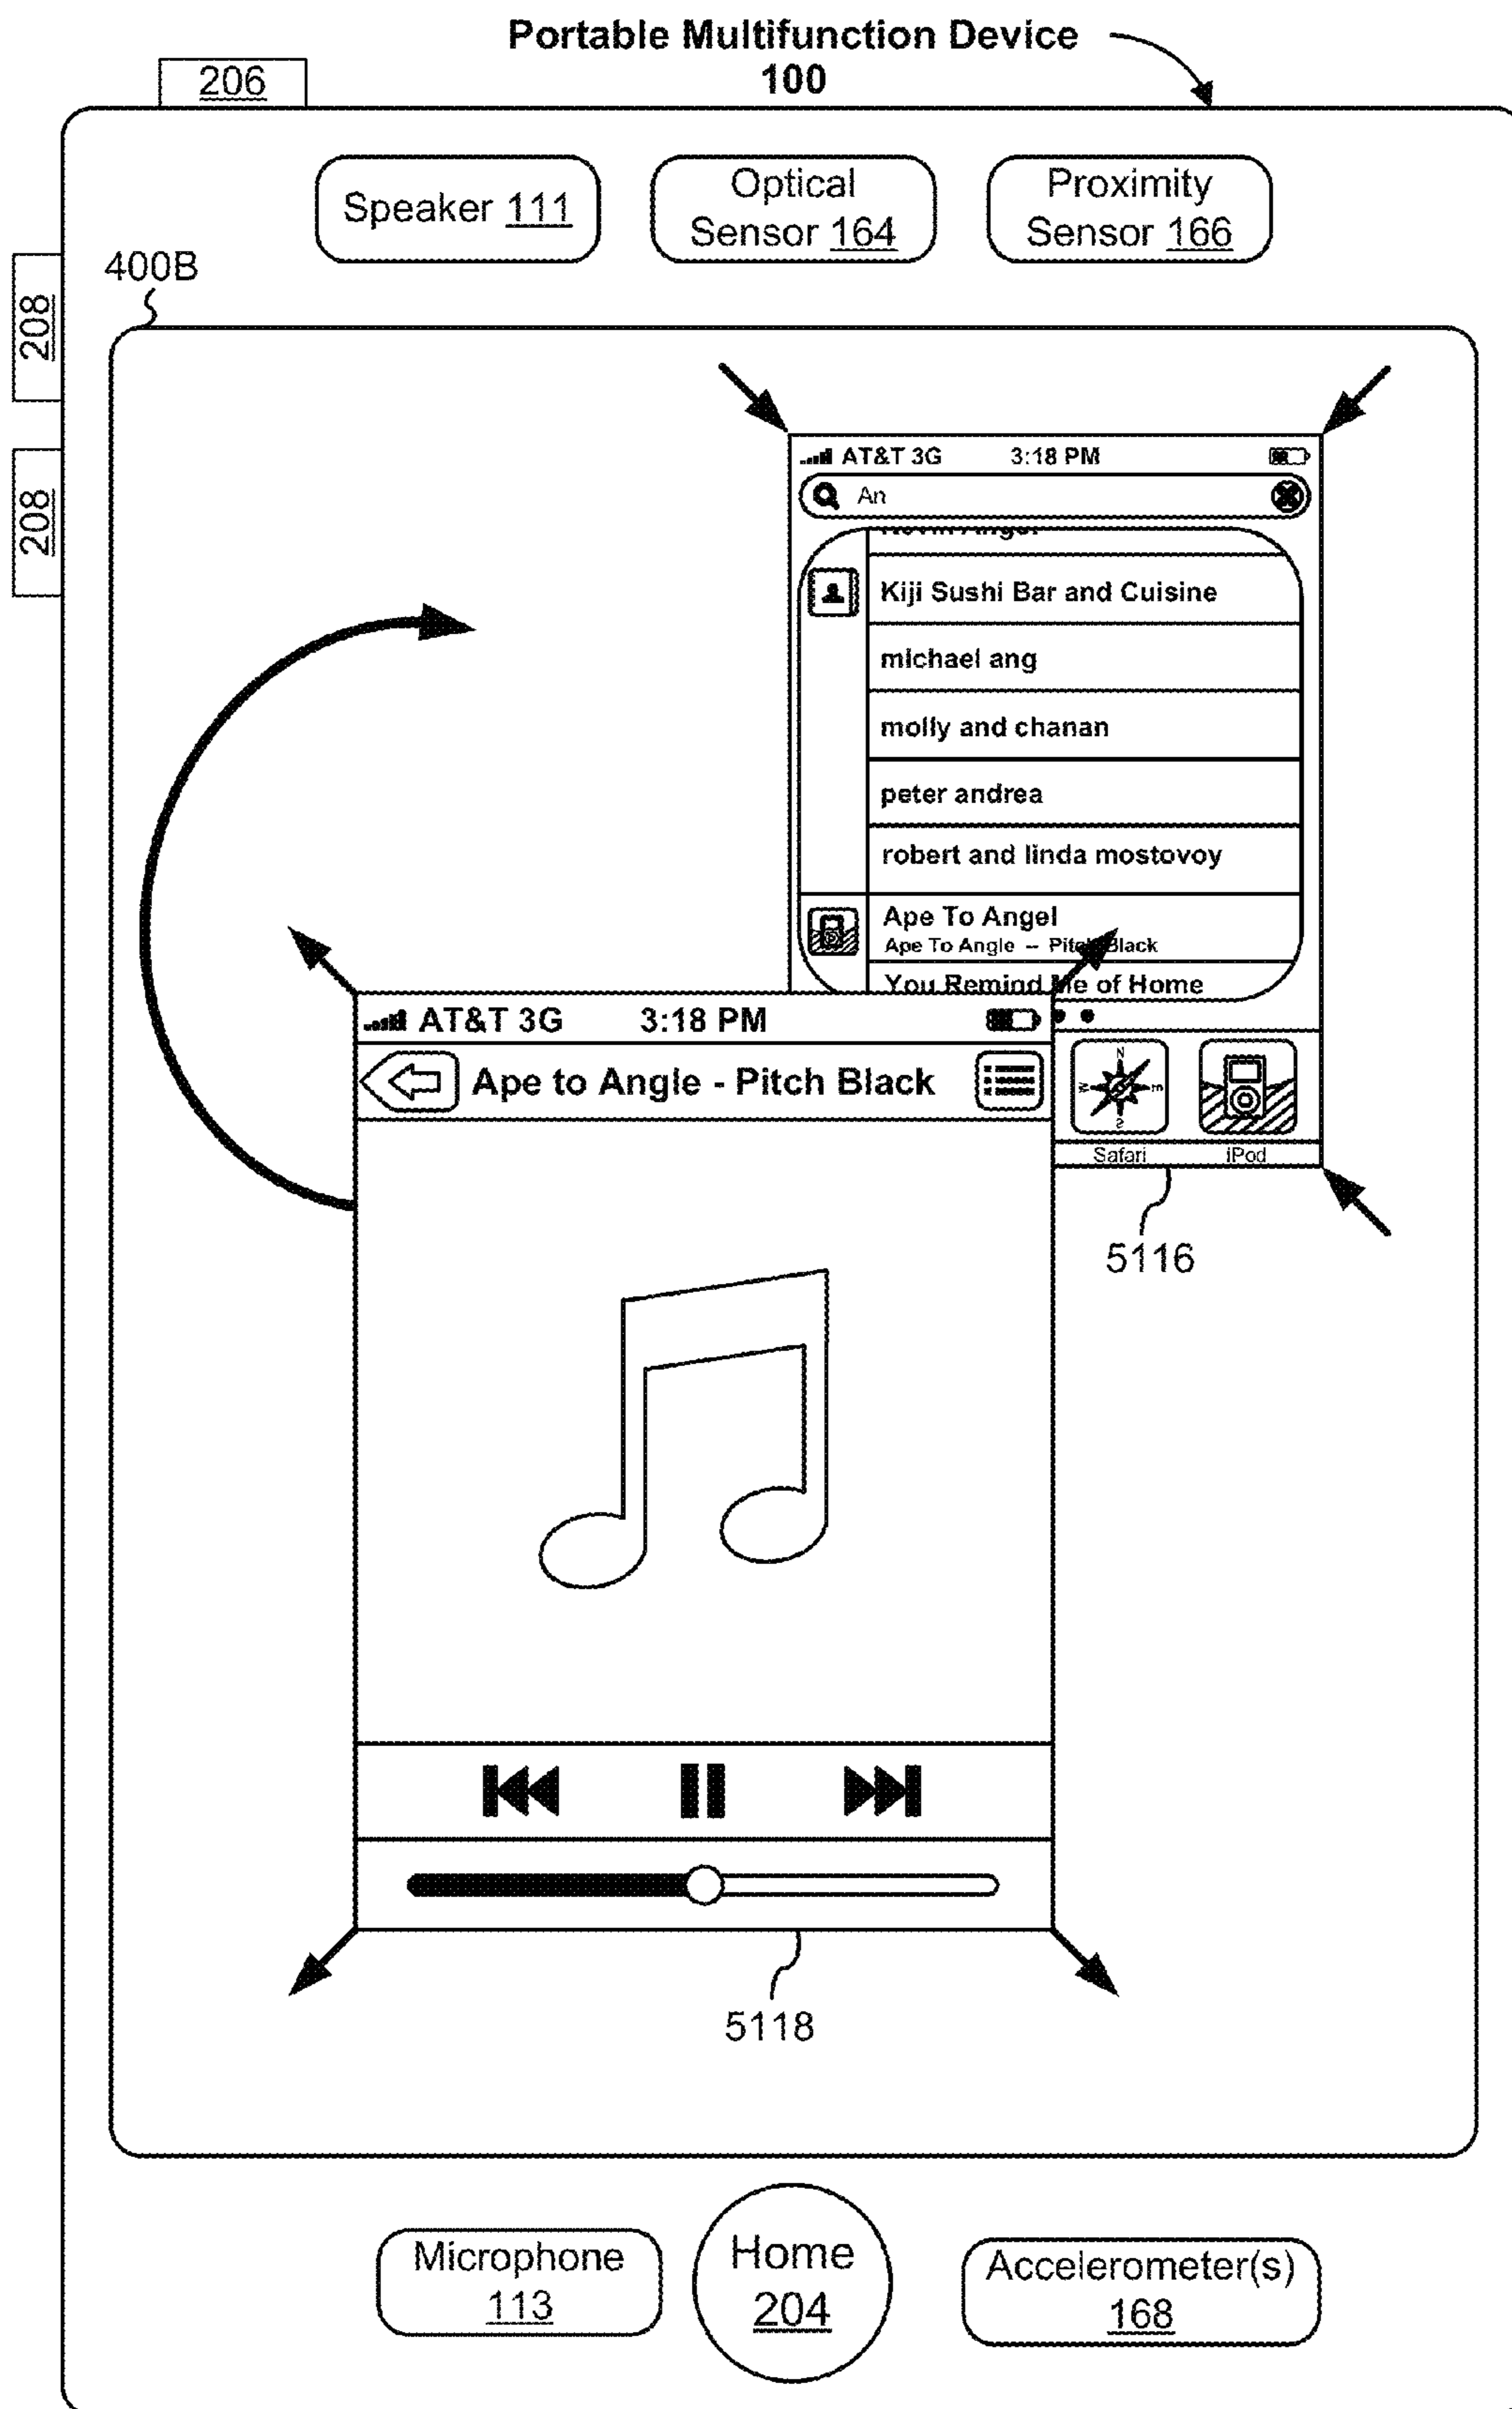 Portable Multifunction Device
100
206
Speaker 111
Optical
Sensor 164
Proximity
Sensor 166
208
208
400B
AT&T 3G 3:18 PM
An
Kiji Sushi Bar and Cuisine
michael ang
molly and chanan
peter andrea
robert and linda mostovoy
Ape To Angel
Ape To Angle -- Pitch Black
You Remind Me of Home
N
W E
S
Safari iPod
5116
AT&T 3G 3:18 PM
Ape to Angle - Pitch Black
5118
Microphone
113
Home
204
Accelerometer(s)
168